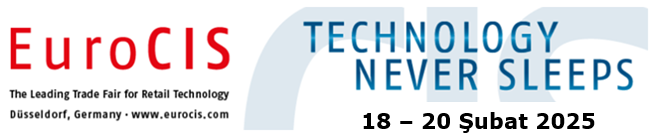 EuroCIS
The Leading Trade Fair for Retail Technology
Düsseldorf, Germany · www.eurocis.com
TECHNOLOGY
NEVER SLEEPS
18 – 20 Şubat 2025